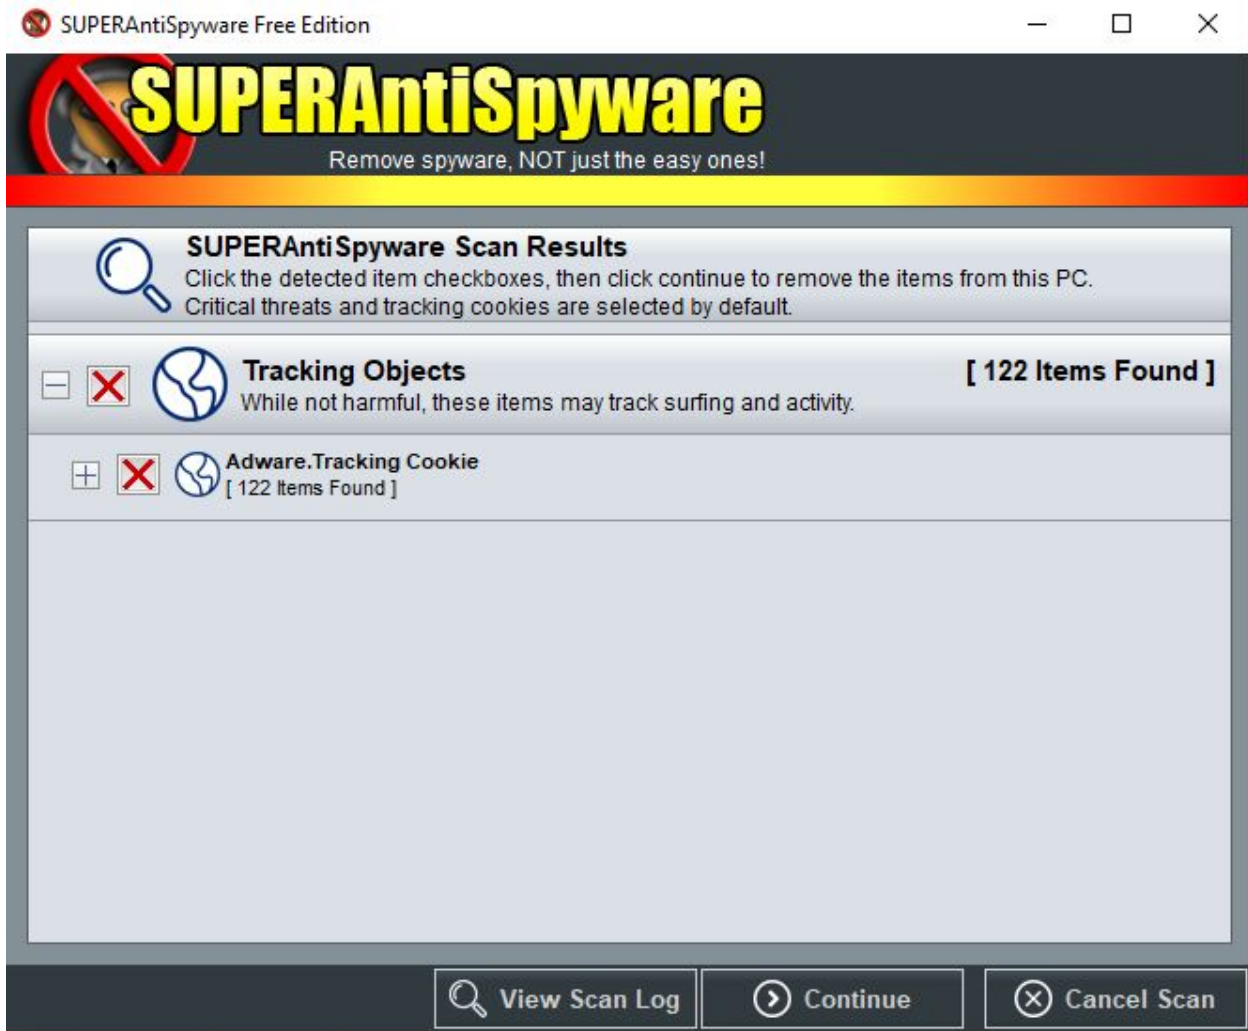 SUPERAntiSpyware Free Edition
SUPERAntiSpyware
Remove spyware, NOT just the easy ones!
SUPERAntiSpyware Scan Results
Click the detected item checkboxes, then click continue to remove the items from this PC.
Critical threats and tracking cookies are selected by default.
Tracking Objects [ 122 Items Found ]
While not harmful, these items may track surfing and activity.
Adware.Tracking Cookie
[ 122 Items Found ]
View Scan Log Continue Cancel Scan